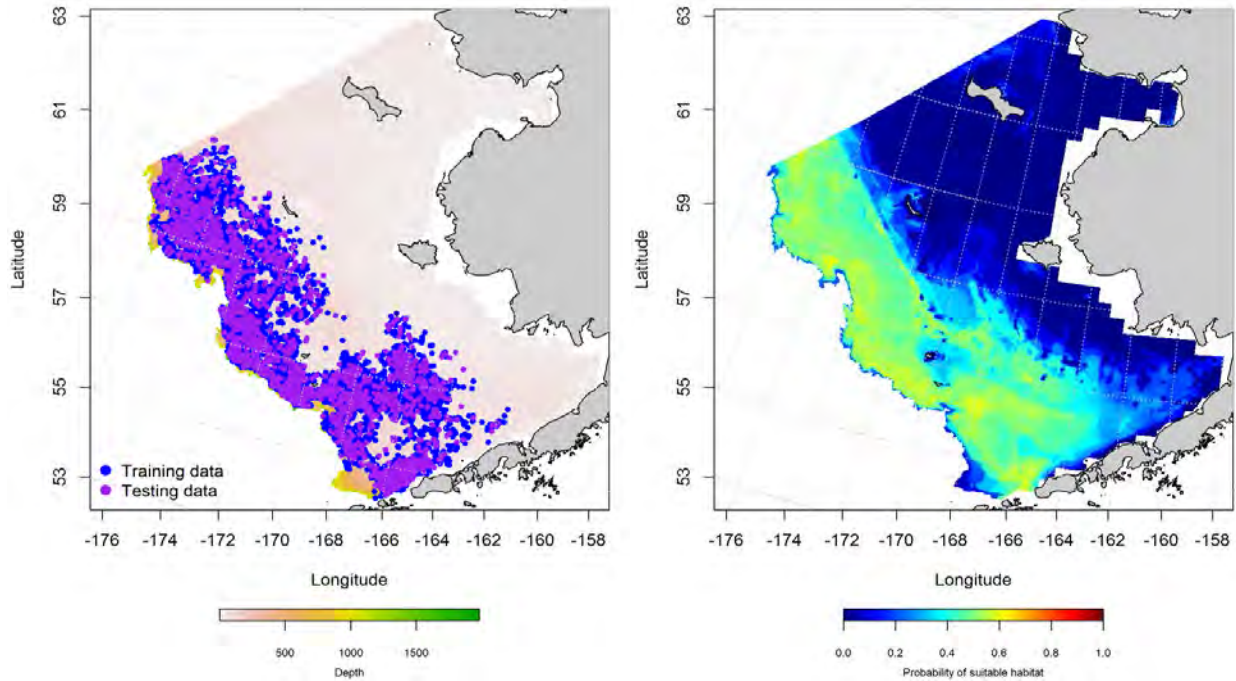 63
61
59
57
55
53
Latitude
Training data
Testing data
-176 -174 -172 -170 -168 -166 -164 -162 -160 -158
Longitude
500 1000 1500
Depth
63
61
59
57
55
53
Latitude
-176 -174 -172 -170 -168 -166 -164 -162 -160 -158
Longitude
0.0 0.2 0.4 0.6 0.8 1.0
Probability of suitable habitat